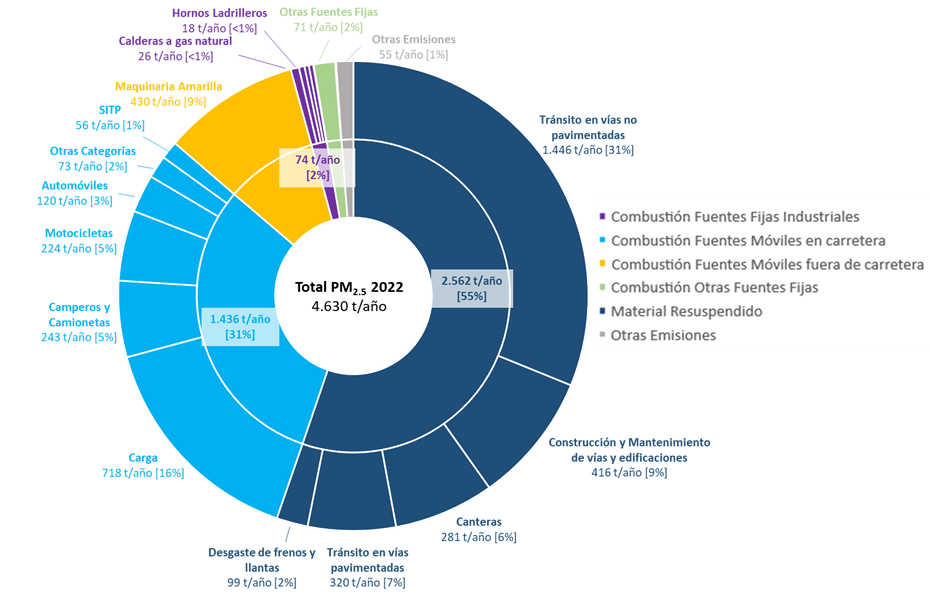 Hornos Ladrilleros
18 t/año [<1%]
Calderas a gas natural
26 t/año [<1%]
Otras Fuentes Fijas
71 t/año [2%]
Otras Emisiones
55 t/año [1%]
Maquinaria Amarilla
430 t/año [9%]
SITP
56 t/año [1%]
Otras Categorías
73 t/año [2%]
Automóviles
120 t/año [3%]
Motocicletas
224 t/año [5%]
Camperos y
Camionetas
243 t/año [5%]
Carga
718 t/año [16%]
Desgaste de frenos y
llantas
99 t/año [2%]
Tránsito en vías
pavimentadas
320 t/año [7%]
Canteras
281 t/año [6%]
Construcción y Mantenimiento
de vías y edificaciones
416 t/año [9%]
Tránsito en vías no
pavimentadas
1.446 t/año [31%]
74 t/año
[2%]
2.562 t/año
[55%]
1.436 t/año
[31%]
Total PM2.5 2022
4.630 t/año
Combustión Fuentes Fijas Industriales
Combustión Fuentes Móviles en carretera
Combustión Fuentes Móviles fuera de carretera
Combustión Otras Fuentes Fijas
Material Resuspendido
Otras Emisiones